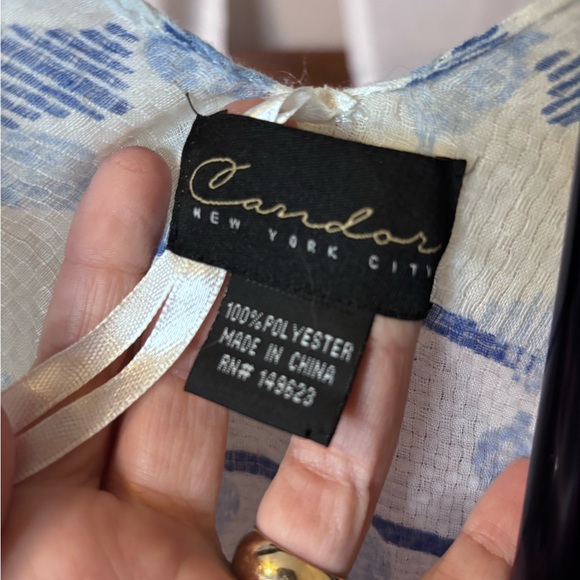 Candor
NEW YORK CITY
100% POLYESTER
MADE IN CHINA
RN# 149623